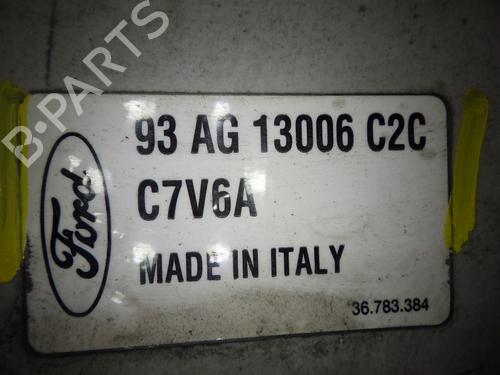 B-PARTS
93 AG 13006 C2C
C7V6A
Ford
MADE IN ITALY
36.783.384